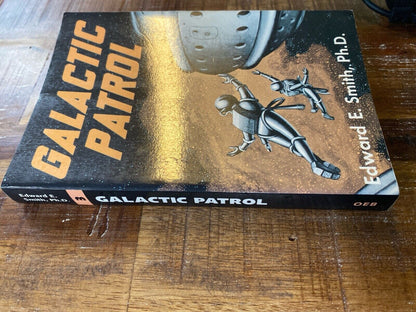 GALACTIC
PATROL
Edward E. Smith, Ph.D.
Edward E.
Smith, Ph.D.
3
GALACTIC PATROL
OEB